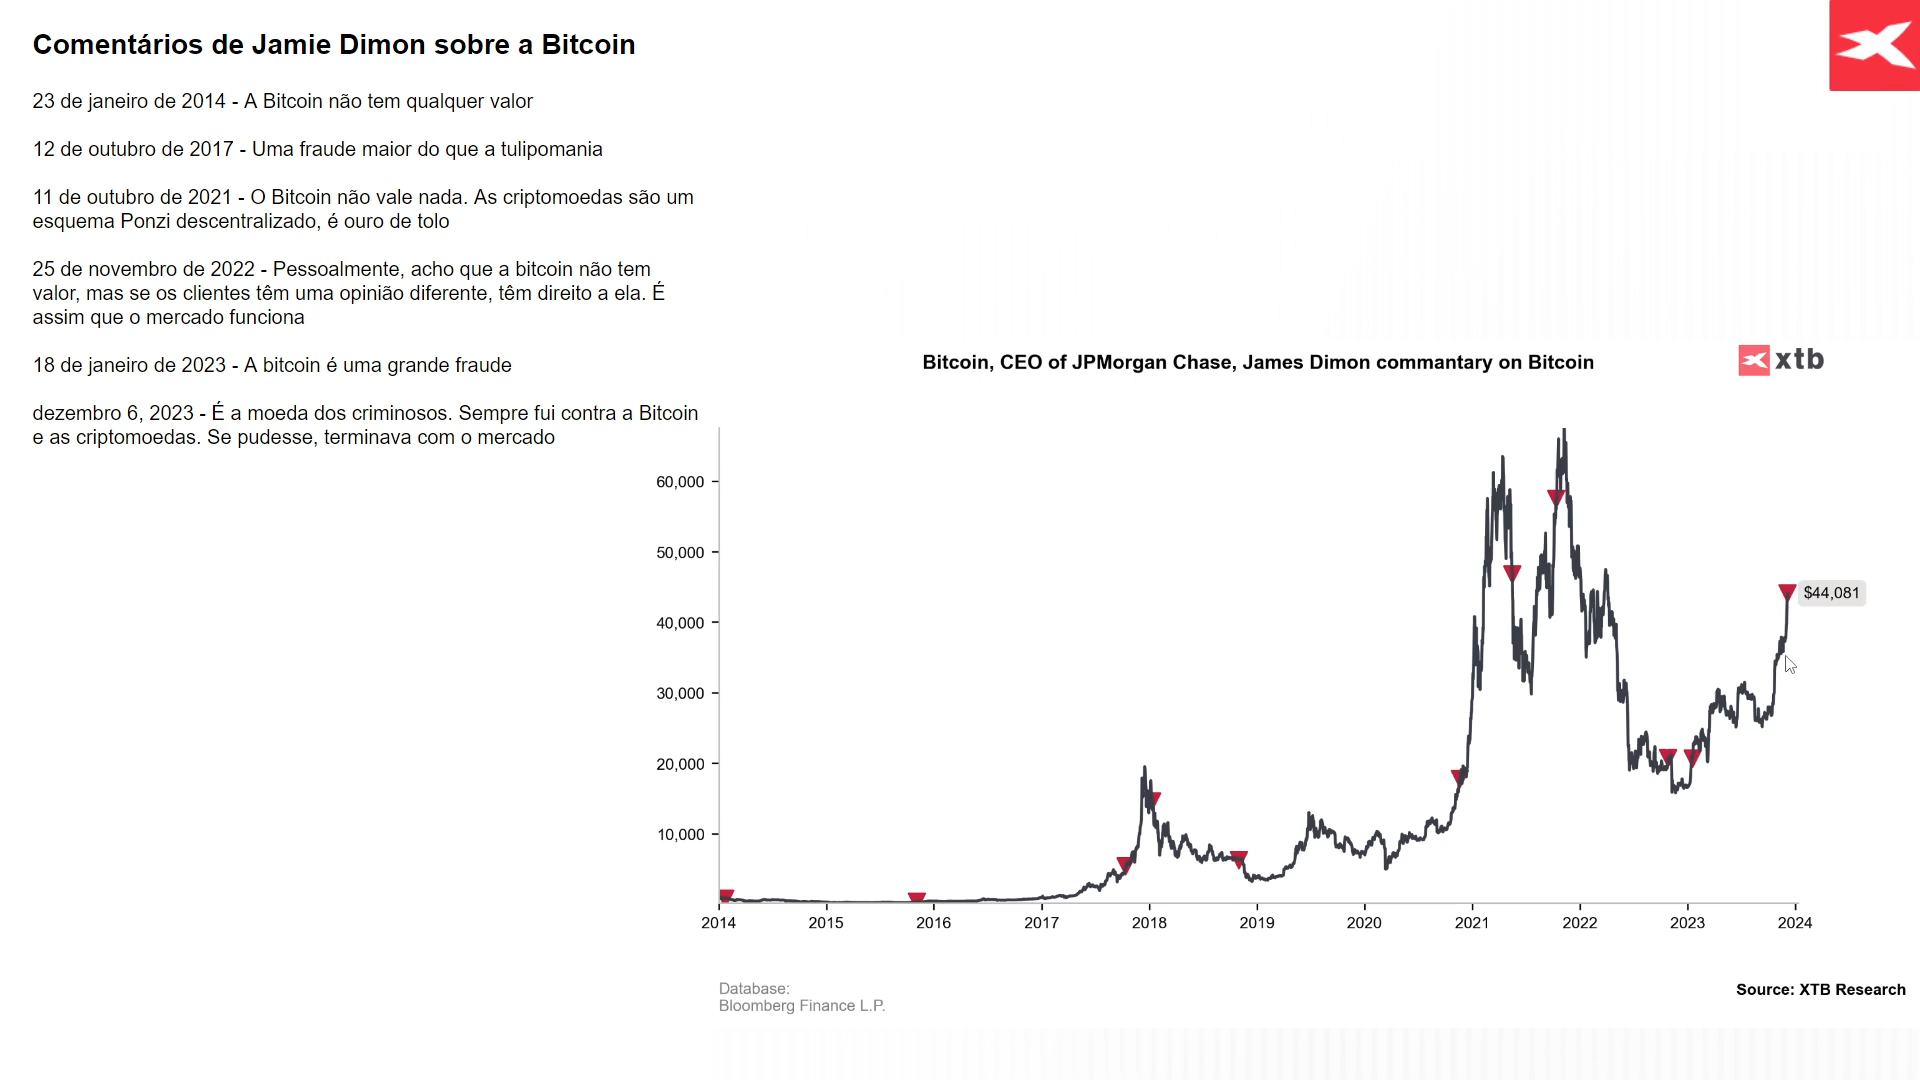 Comentários de Jamie Dimon sobre a Bitcoin
23 de janeiro de 2014 - A Bitcoin não tem qualquer valor
12 de outubro de 2017 - Uma fraude maior do que a tulipomania
11 de outubro de 2021 - O Bitcoin não vale nada. As criptomoedas são um
esquema Ponzi descentralizado, é ouro de tolo
25 de novembro de 2022 - Pessoalmente, acho que a bitcoin não tem
valor, mas se os clientes têm uma opinião diferente, têm direito a ela. É
assim que o mercado funciona
18 de janeiro de 2023 - A bitcoin é uma grande fraude
dezembro 6, 2023 - É a moeda dos criminosos. Sempre fui contra a Bitcoin
e as criptomoedas. Se pudesse, terminava com o mercado
Bitcoin, CEO of JPMorgan Chase, James Dimon commantary on Bitcoin
xtb
60,000
50,000
40,000
30,000
20,000
10,000
$44,081
2014 2015 2016 2017 2018 2019 2020 2021 2022 2023 2024
Database:
Bloomberg Finance L.P.
Source: XTB Research